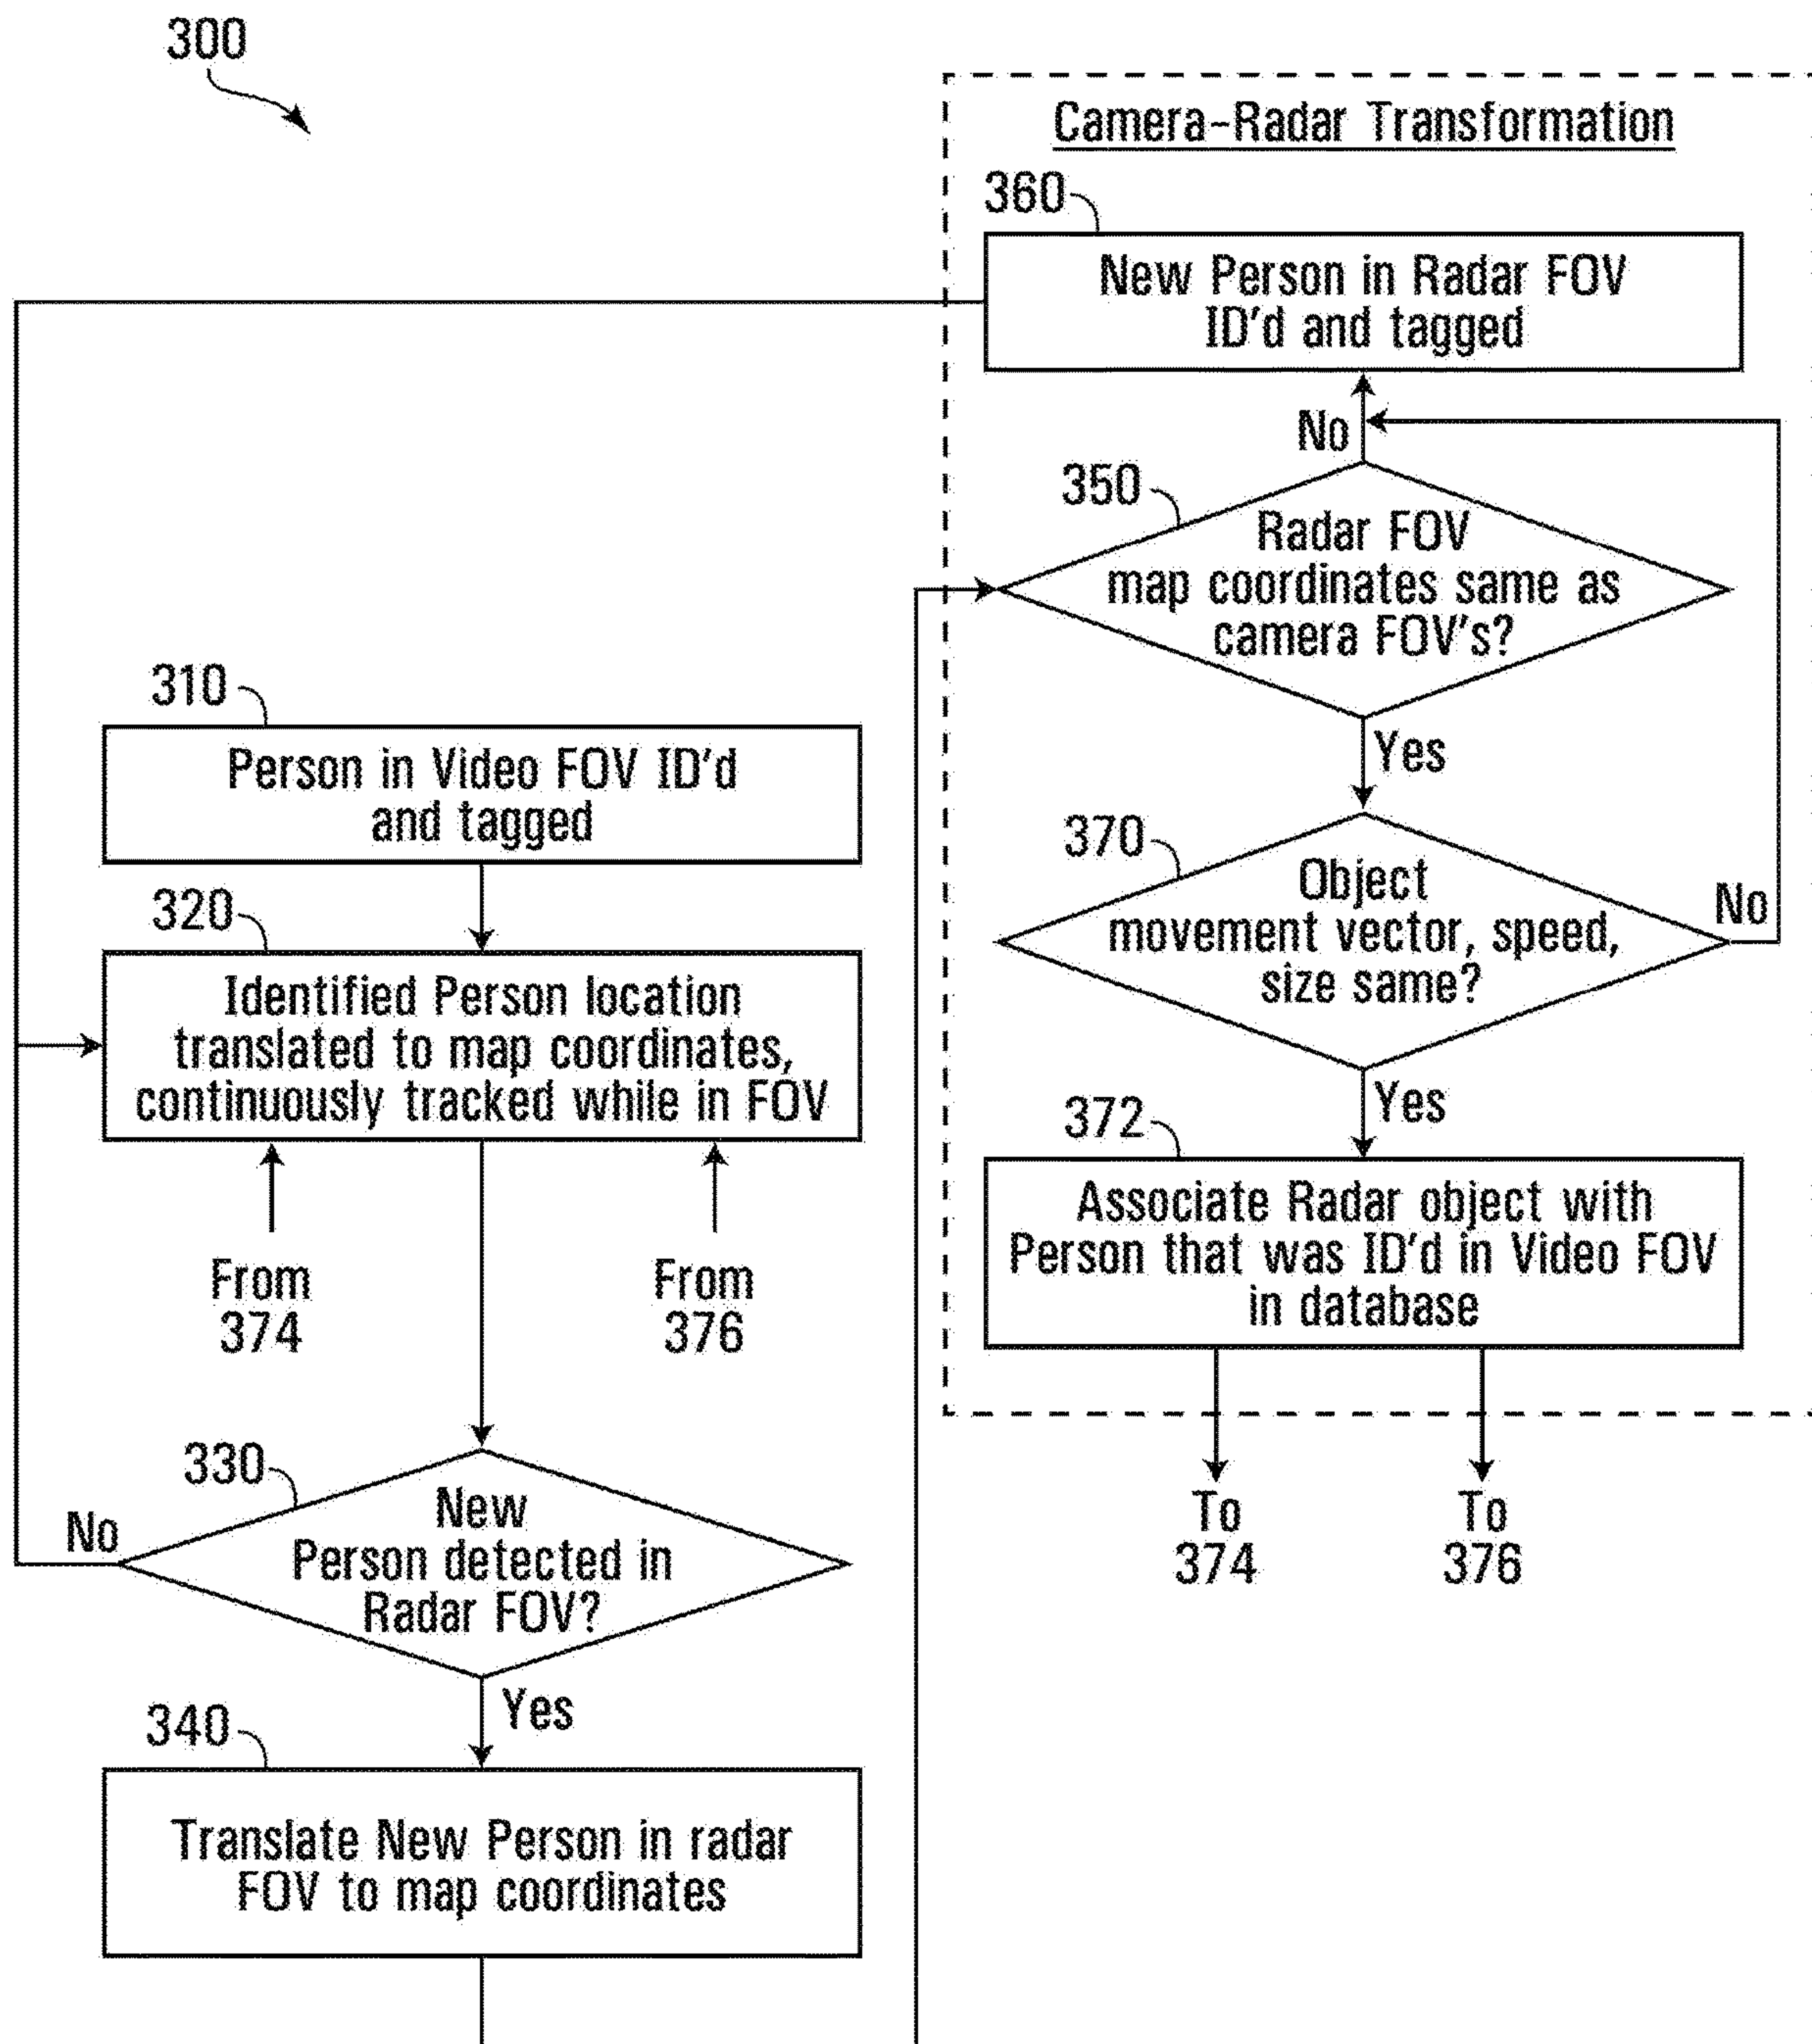 300
310
Person in Video FOV ID'd
and tagged
320
Identified Person location
translated to map coordinates,
continuously tracked while in FOV
From
374
From
376
330
New
Person detected in
Radar FOV?
No
Yes
340
Translate New Person in radar
FOV to map coordinates
Camera-Radar Transformation
360
New Person in Radar FOV
ID'd and tagged
No
350
Radar FOV
map coordinates same as
camera FOV's?
Yes
370
Object
movement vector, speed,
size same?
No
Yes
372
Associate Radar object with
Person that was ID'd in Video FOV
in database
To
374
To
376